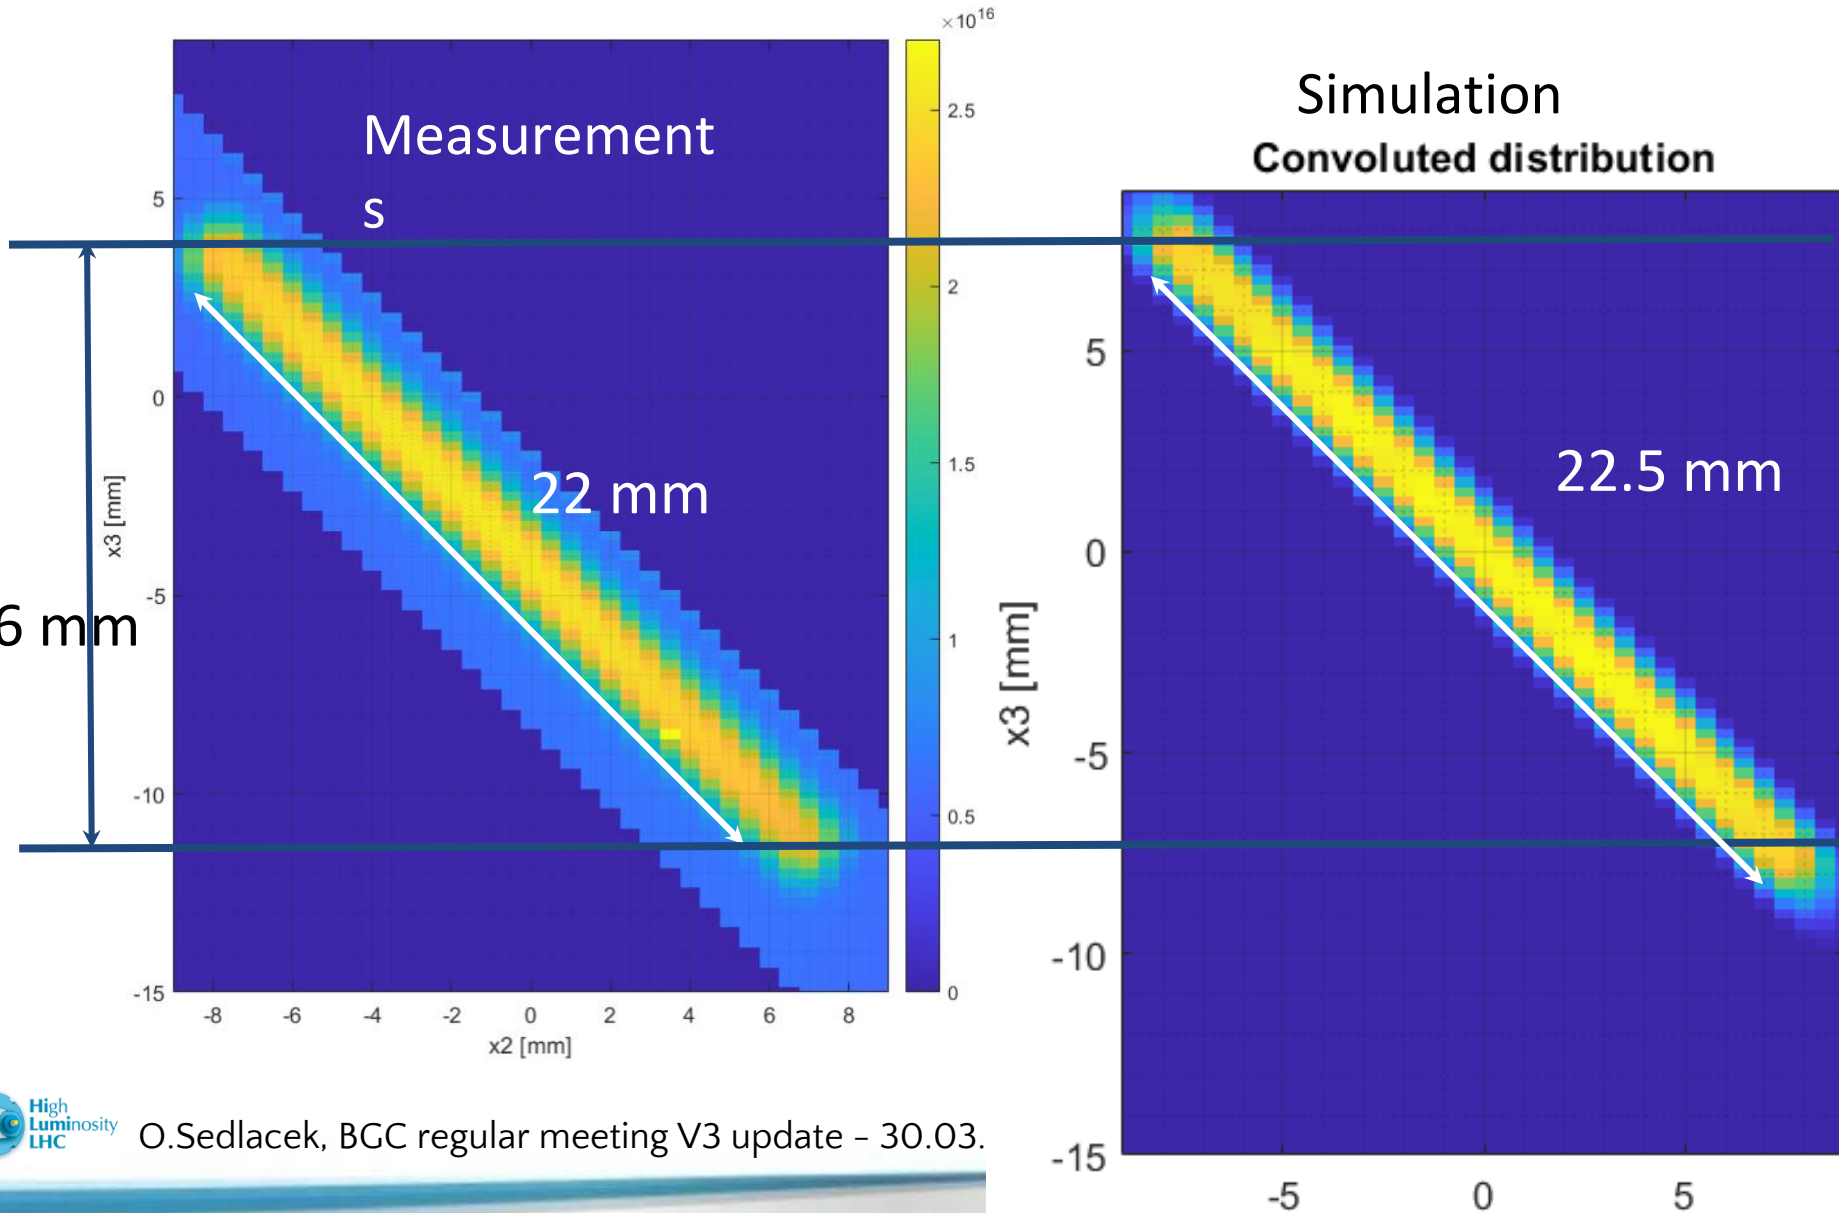 ×10¹⁶
Measurement
s
Simulation
Convoluted distribution
22 mm
22.5 mm
6 mm
x3 [mm]
5
0
-5
-10
-15
-8
-6
-4
-2
0
2
4
6
8
x2 [mm]
2.5
2
1.5
1
0.5
0
x3 [mm]
5
0
-5
-10
-15
-5
0
5
High
Luminosity
LHC
O.Sedlacek, BGC regular meeting V3 update - 30.03.